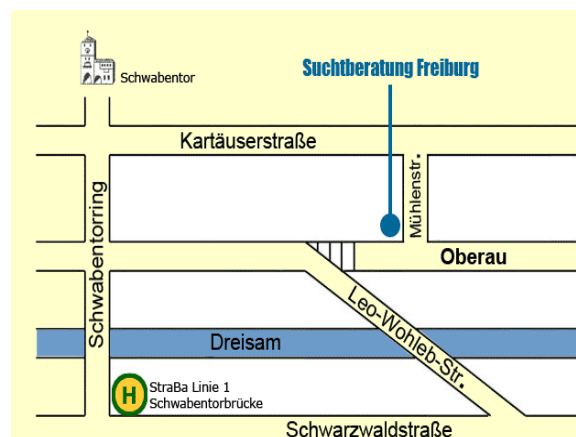 Suchtberatung Freiburg
Schwabentor
Kartäuserstraße
Mühlenstr.
Schwabentorring
Oberau
Leo-Wohleb-Str.
Dreisam
H
StraBa Linie 1
Schwabentorbrücke
Schwarzwaldstraße